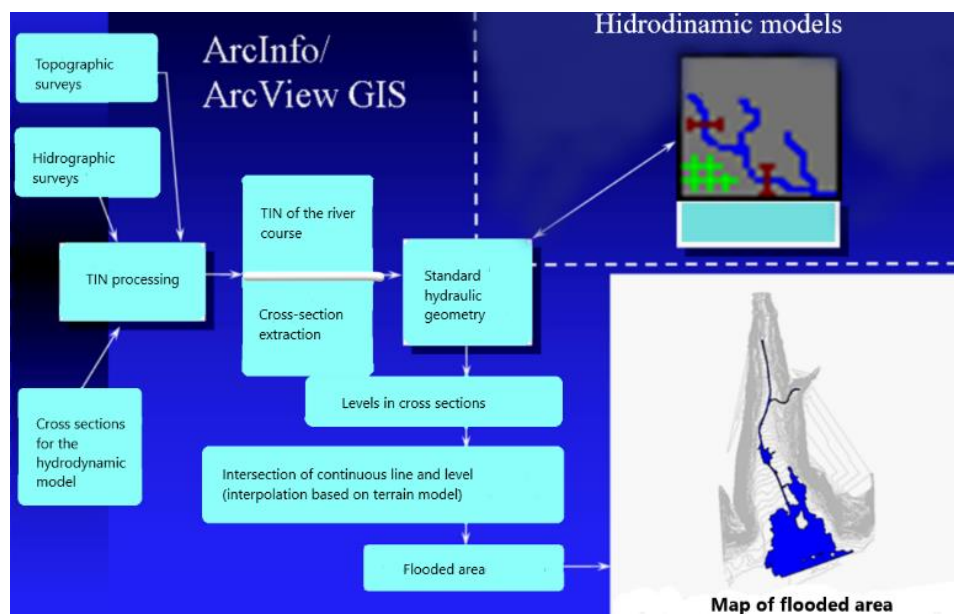 Hidrodinamic models
ArcInfo/
ArcView GIS
Topographic
surveys
Hidrographic
surveys
TIN processing
TIN of the river
course
Cross-section
extraction
Standard
hydraulic
geometry
Cross sections
for the
hydrodynamic
model
Levels in cross sections
Intersection of continuous line and level
(interpolation based on terrain model)
Flooded area
Map of flooded area